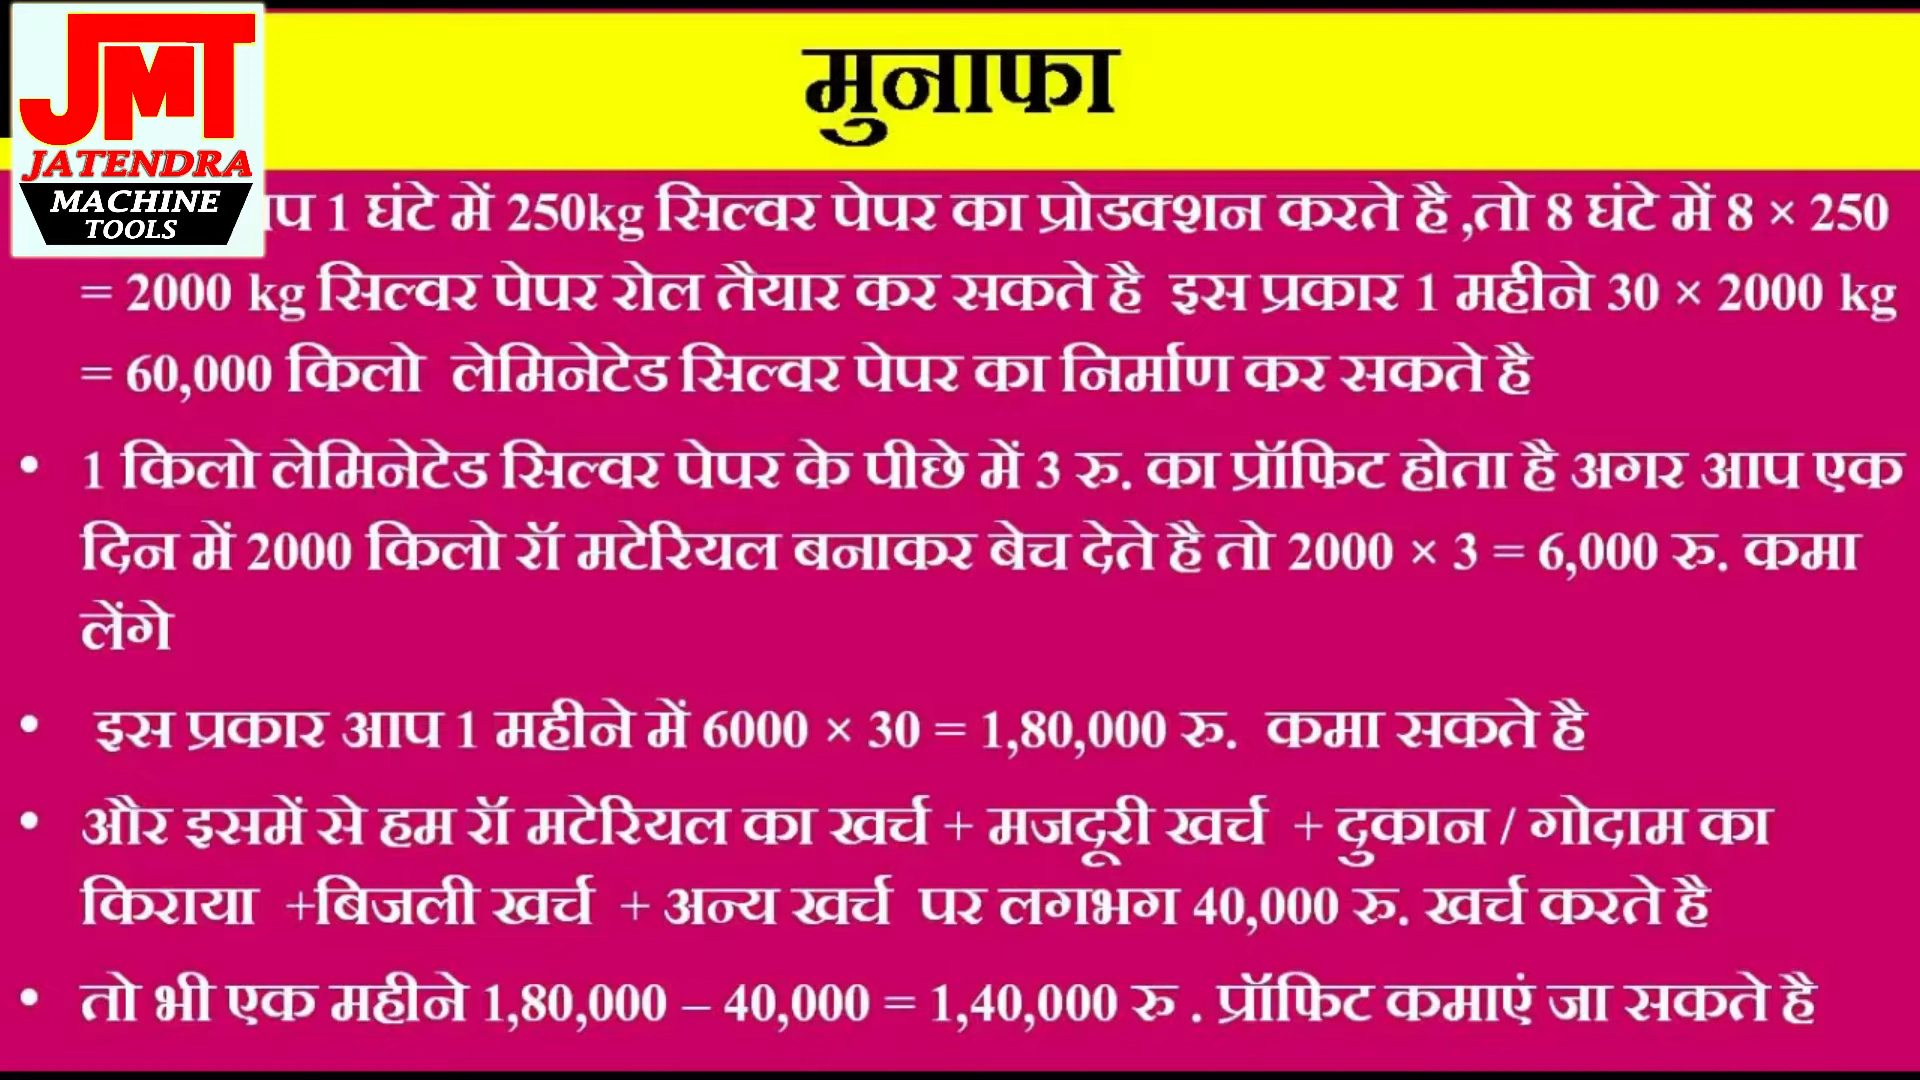 JMT
JATENDRA
MACHINE
TOOLS
मुनाफा
1 घंटे में 250kg सिल्वर पेपर का प्रोडक्शन करते है ,तो 8 घंटे में 8 × 250
= 2000 kg सिल्वर पेपर रोल तैयार कर सकते है इस प्रकार 1 महीने 30 × 2000 kg
= 60,000 किलो लेमिनेटेड सिल्वर पेपर का निर्माण कर सकते है
• 1 किलो लेमिनेटेड सिल्वर पेपर के पीछे में 3 रु. का प्रॉफिट होता है अगर आप एक
दिन में 2000 किलो रॉ मटेरियल बनाकर बेच देते है तो 2000 × 3 = 6,000 रु. कमा
लेंगे
• इस प्रकार आप 1 महीने में 6000 × 30 = 1,80,000 रु. कमा सकते है
• और इसमें से हम रॉ मटेरियल का खर्च + मजदूरी खर्च + दुकान / गोदाम का
किराया +बिजली खर्च + अन्य खर्च पर लगभग 40,000 रु. खर्च करते है
• तो भी एक महीने 1,80,000 – 40,000 = 1,40,000 रु . प्रॉफिट कमाएं जा सकते है